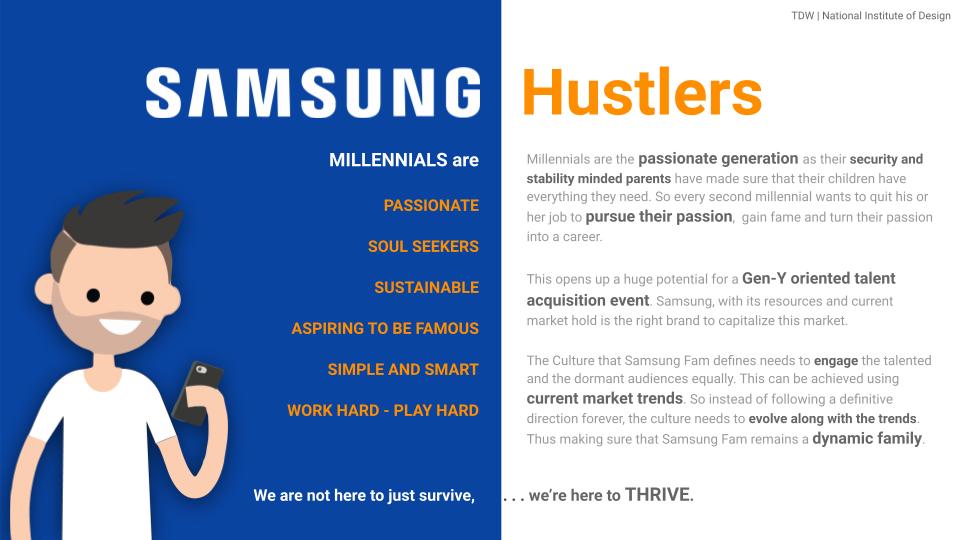 TDW | National Institute of Design
SAMSUNG Hustlers
MILLENNIALS are
PASSIONATE
SOUL SEEKERS
SUSTAINABLE
ASPIRING TO BE FAMOUS
SIMPLE AND SMART
WORK HARD - PLAY HARD
Millennials are the passionate generation as their security and
stability minded parents have made sure that their children have
everything they need. So every second millennial wants to quit his or
her job to pursue their passion, gain fame and turn their passion
into a career.
This opens up a huge potential for a Gen-Y oriented talent
acquisition event. Samsung, with its resources and current
market hold is the right brand to capitalize this market.
The Culture that Samsung Fam defines needs to engage the talented
and the dormant audiences equally. This can be achieved using
current market trends. So instead of following a definitive
direction forever, the culture needs to evolve along with the trends.
Thus making sure that Samsung Fam remains a dynamic family.
We are not here to just survive, . . . we’re here to THRIVE.